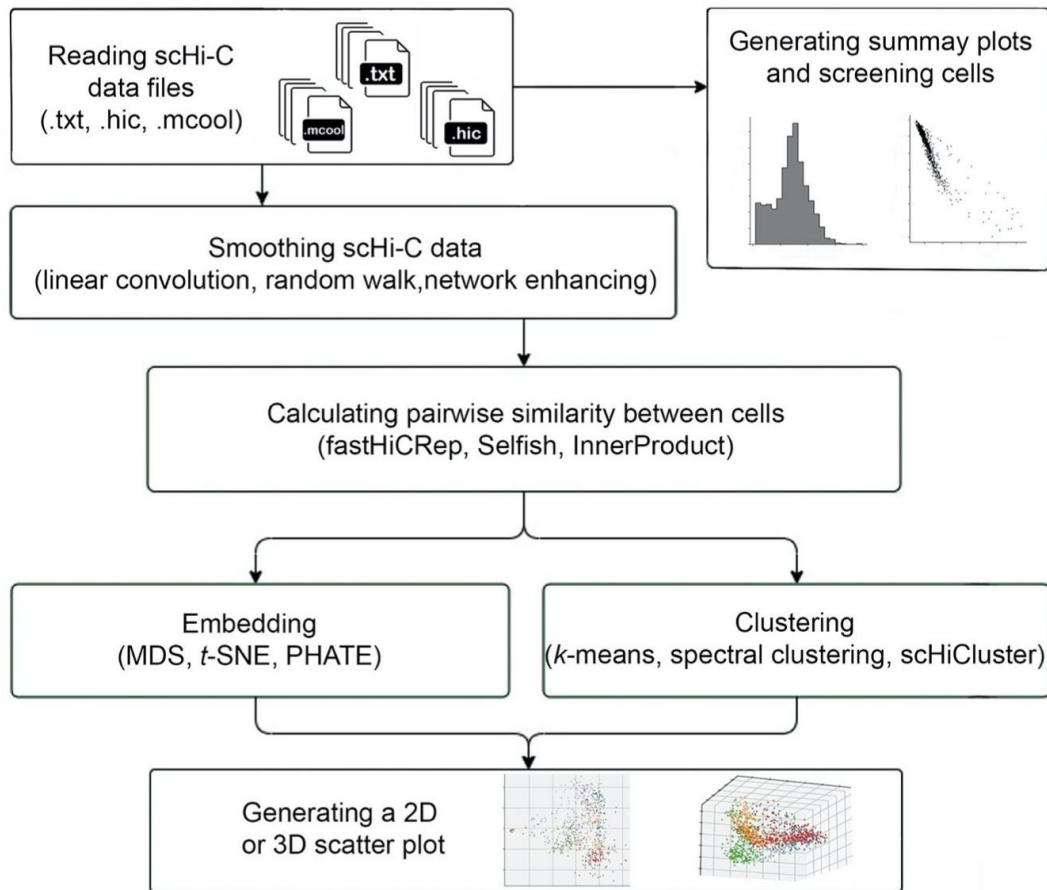 Reading scHi-C
data files
(.txt, .hic, .mcool)
.txt
.mcool
.hic
Generating summay plots
and screening cells
Smoothing scHi-C data
(linear convolution, random walk,network enhancing)
Calculating pairwise similarity between cells
(fastHiCRep, Selfish, InnerProduct)
Embedding
(MDS, t-SNE, PHATE)
Clustering
(k-means, spectral clustering, scHiCluster)
Generating a 2D
or 3D scatter plot